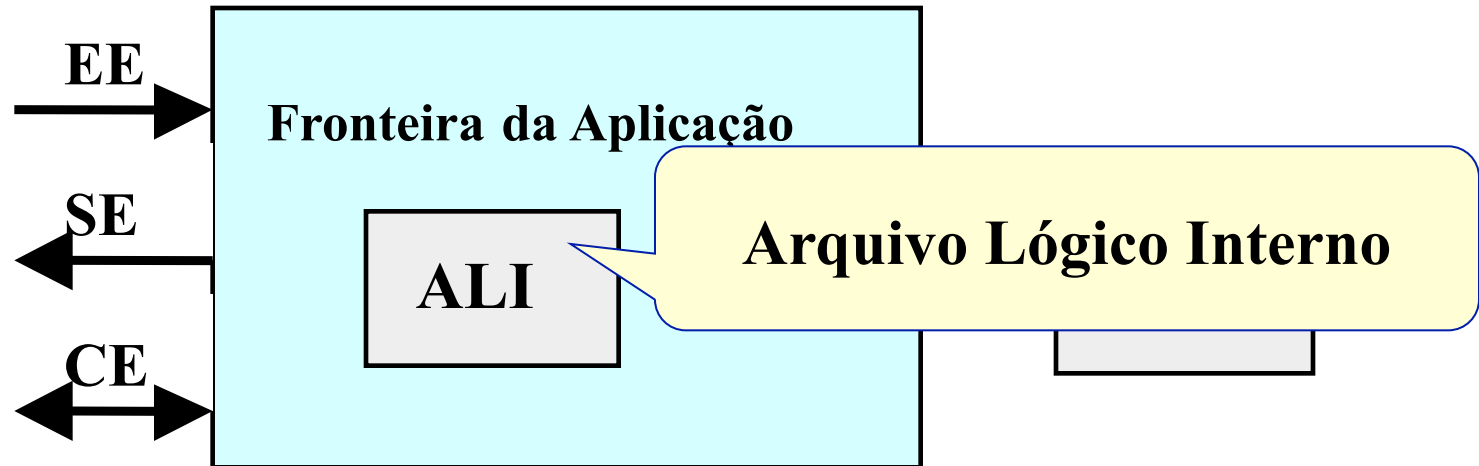 EE
Fronteira da Aplicação
SE
Arquivo Lógico Interno
ALI
CE